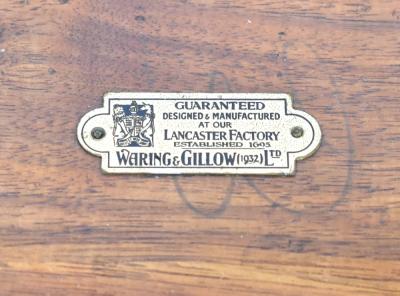 GUARANTEED
DESIGNED & MANUFACTURED
AT OUR
LANCASTER FACTORY
ESTABLISHED 1695.
WARING & GILLOW (1932) LTD